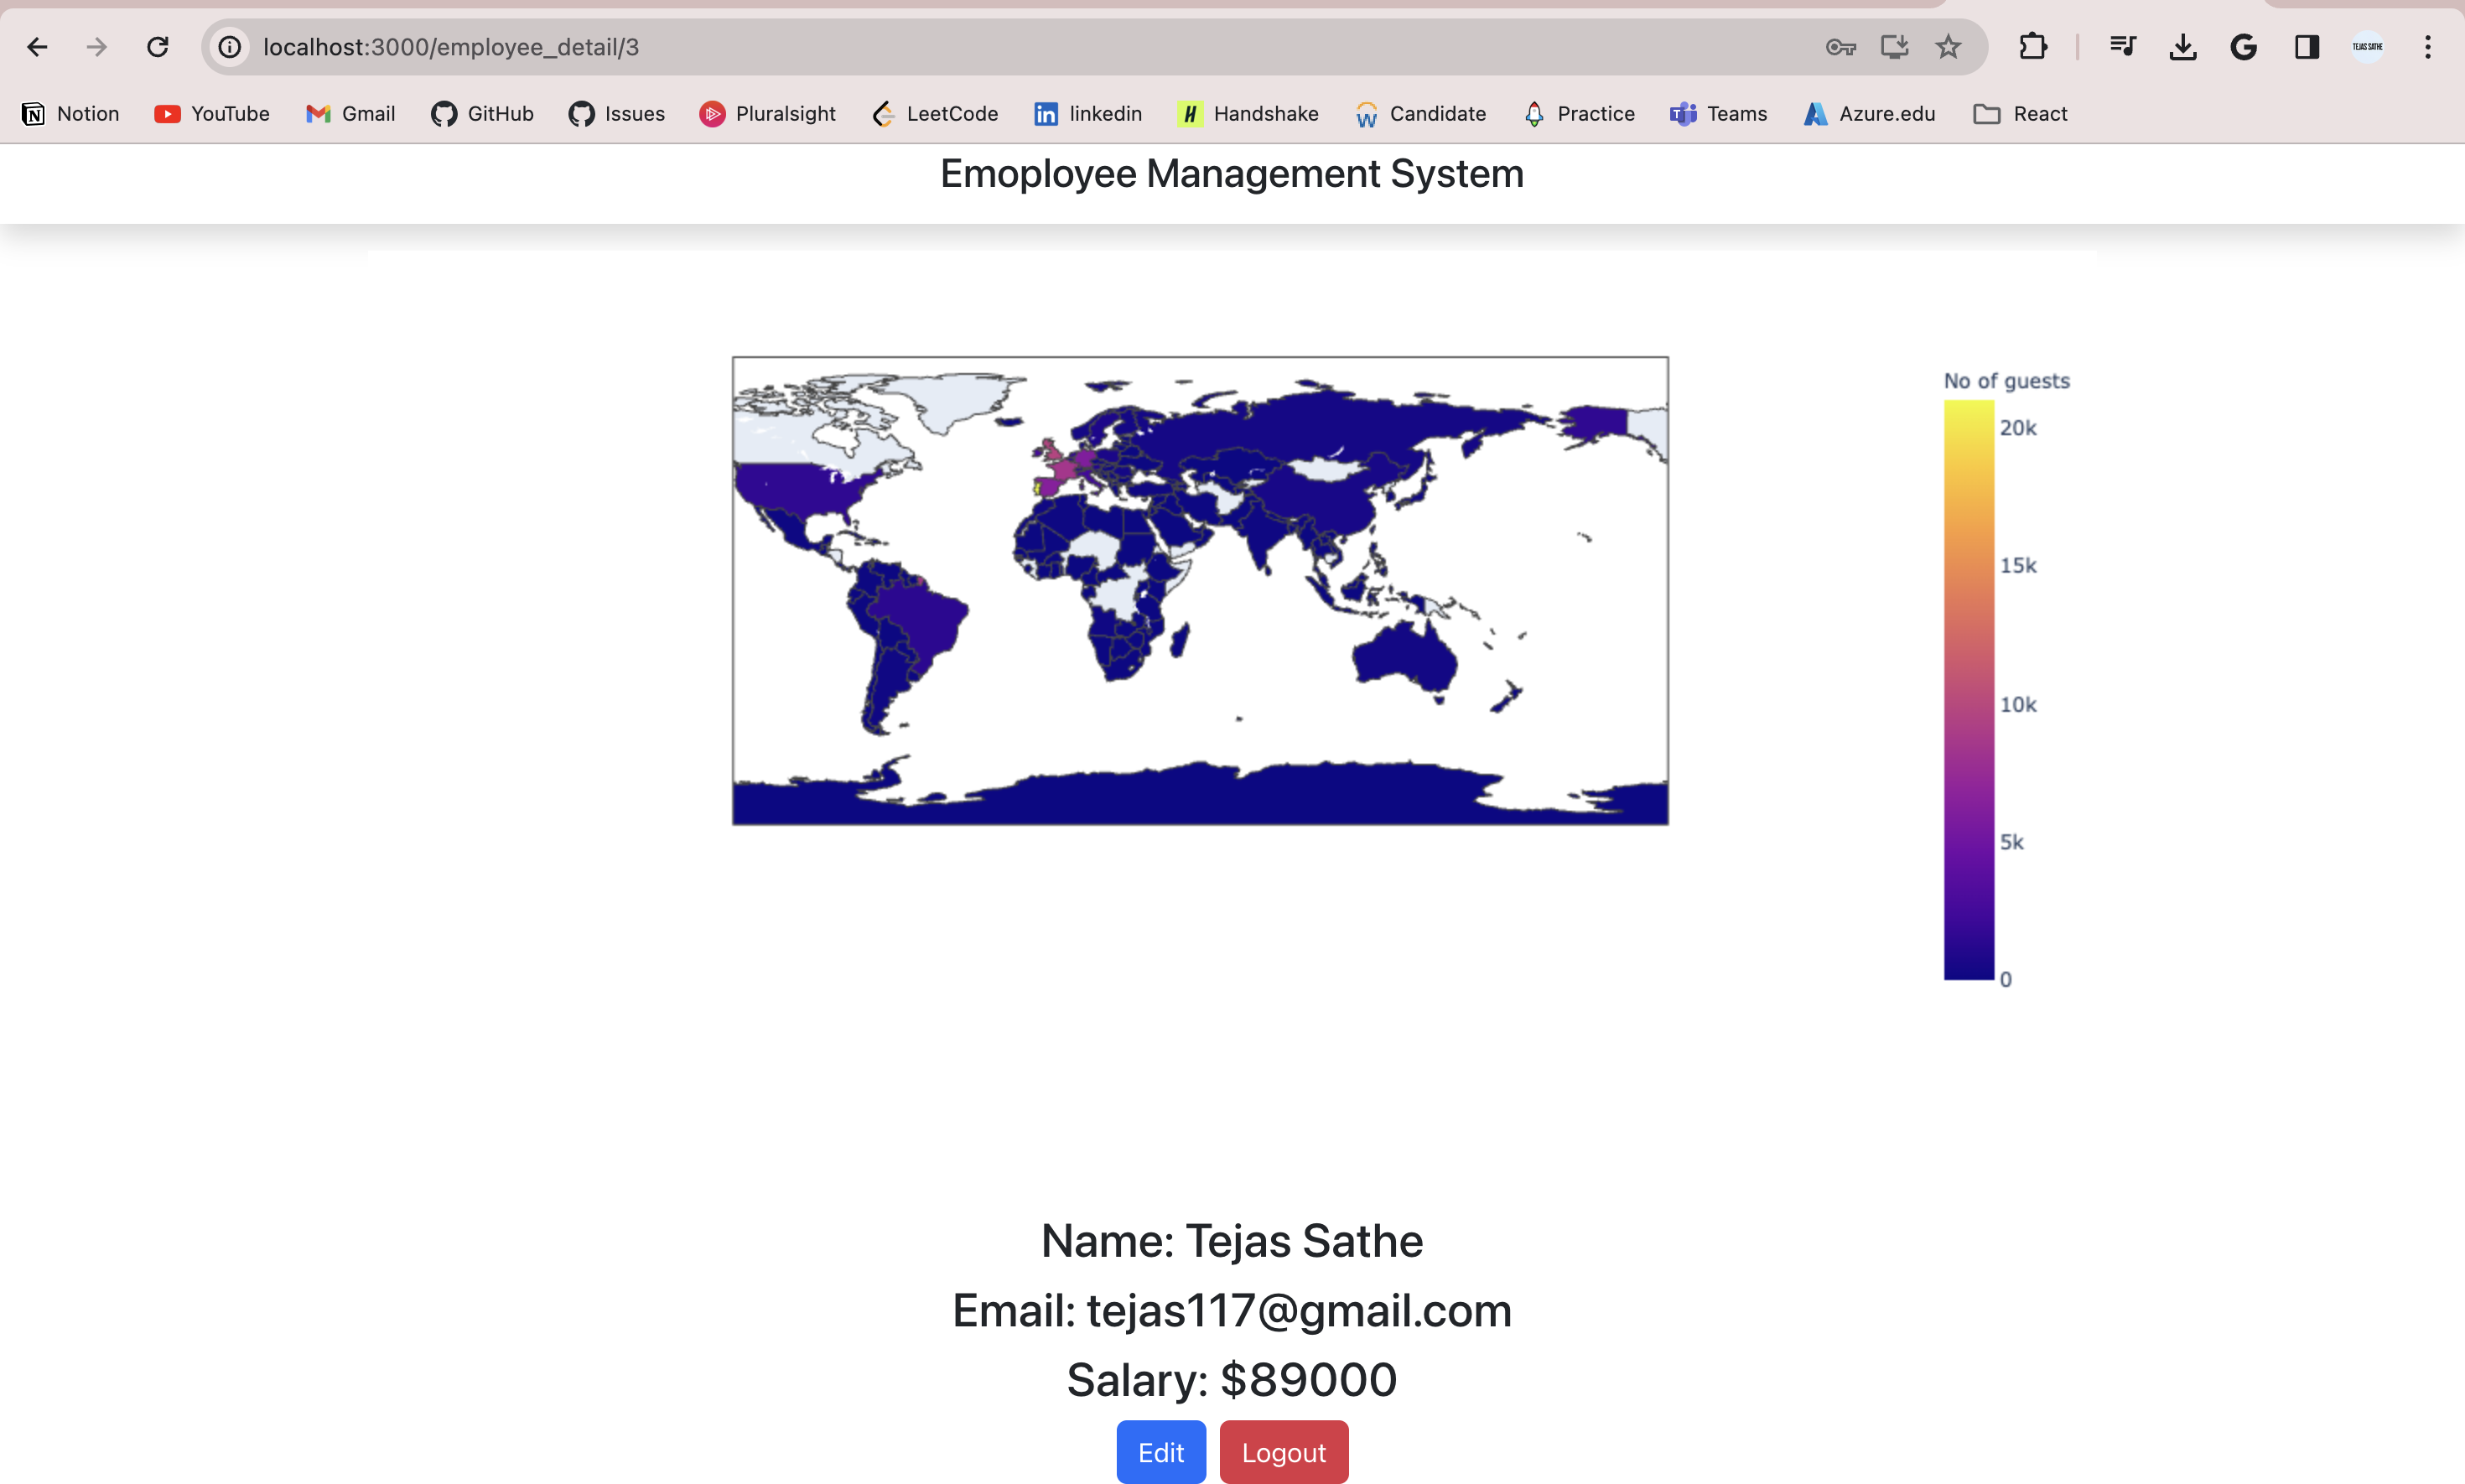 localhost:3000/employee_detail/3
TEJAS SATHE
Notion YouTube Gmail GitHub Issues Pluralsight LeetCode linkedin Handshake Candidate Practice Teams Azure.edu React
Emoployee Management System
No of guests
20k
15k
10k
5k
0
Name: Tejas Sathe
Email: tejas117@gmail.com
Salary: $89000
Edit Logout